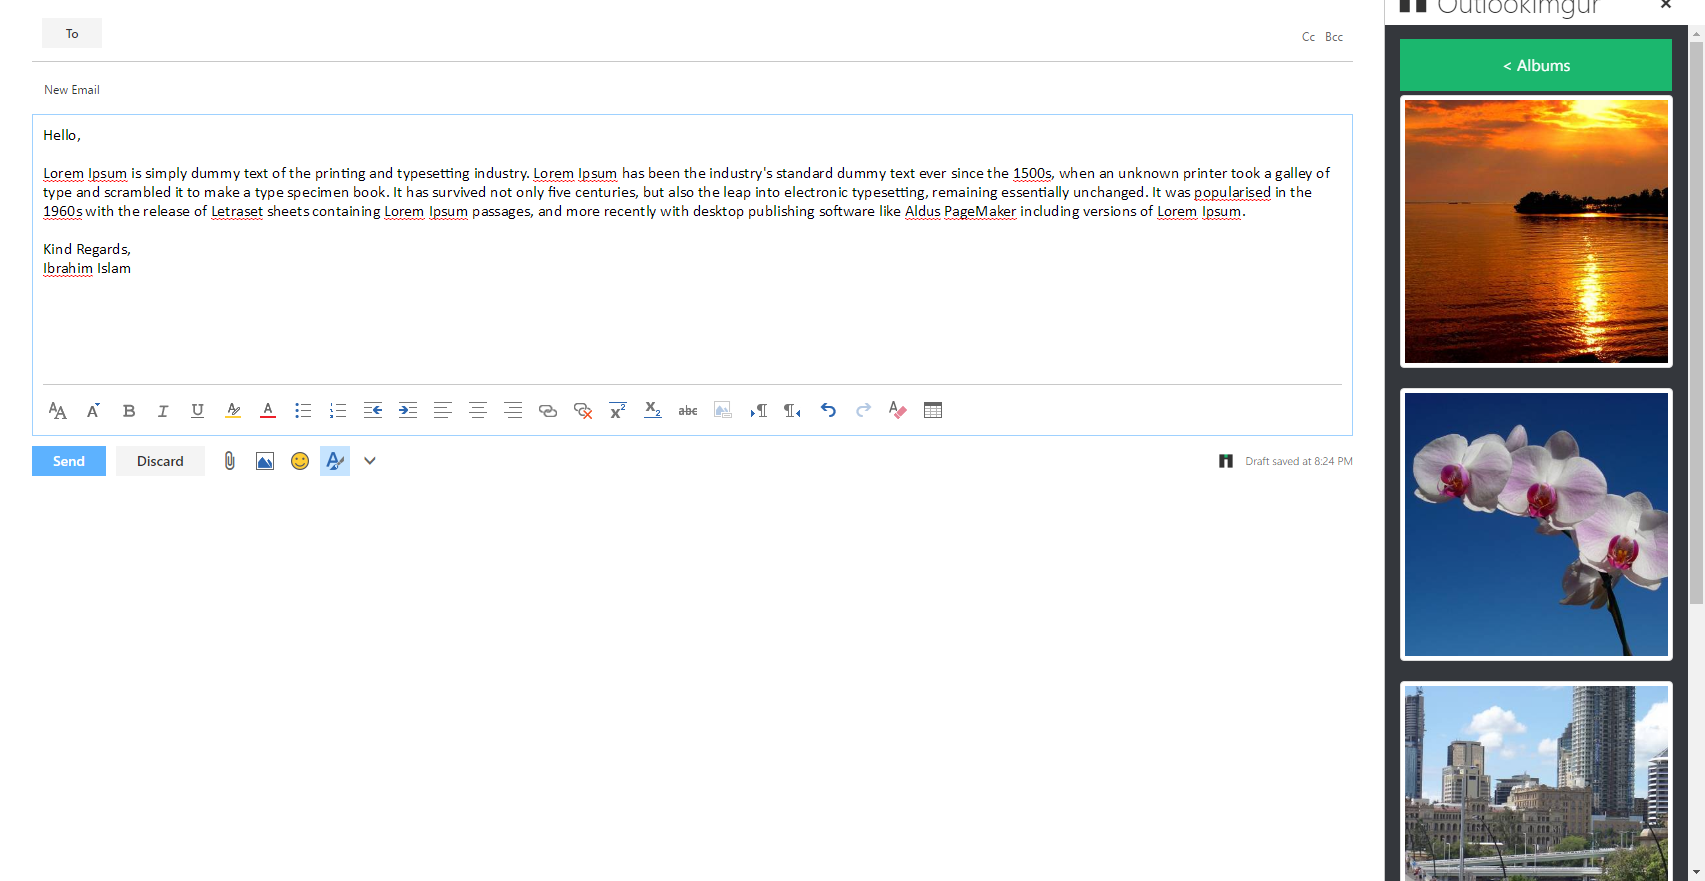 OutlookImgur
To
Cc Bcc
< Albums
New Email
Hello,
Lorem Ipsum is simply dummy text of the printing and typesetting industry. Lorem Ipsum has been the industry's standard dummy text ever since the 1500s, when an unknown printer took a galley of
type and scrambled it to make a type specimen book. It has survived not only five centuries, but also the leap into electronic typesetting, remaining essentially unchanged. It was popularised in the
1960s with the release of Letraset sheets containing Lorem Ipsum passages, and more recently with desktop publishing software like Aldus PageMaker including versions of Lorem Ipsum.
Kind Regards,
Ibrahim Islam
Send Discard Draft saved at 8:24 PM